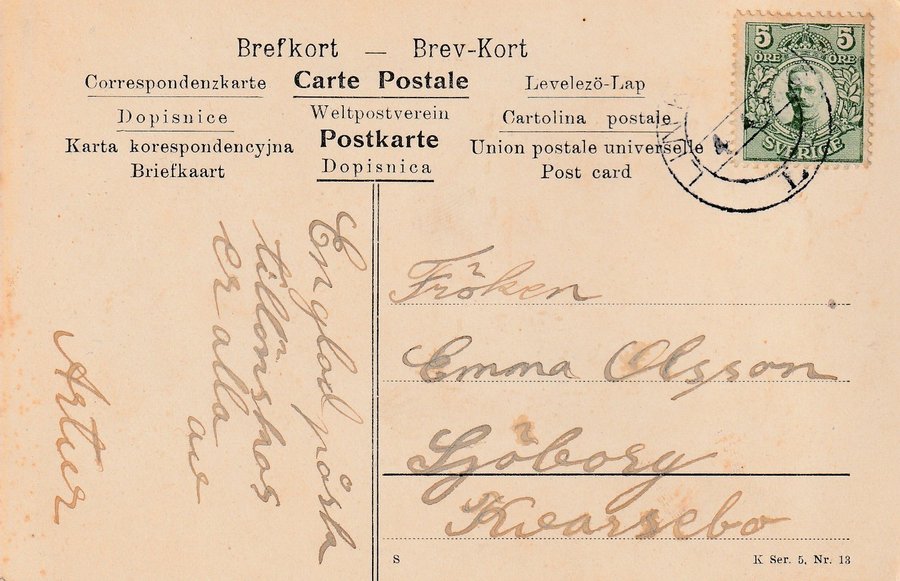 Brefkort — Brev-Kort
Correspondenzkarte Carte Postale Levelezö-Lap
Dopisnice Weltpostverein Cartolina postale
Karta korespondencyjna Postkarte Union postale universelle
Briefkaart Dopisnica Post card
5 5
ÖRE ÖRE
SVERIGE
En glad påsk
tillönskas
er alla
av
Artur
Fröken
Emma Olsson
Sjöborg
Kvarsebo
S
K Ser. 5, Nr. 13